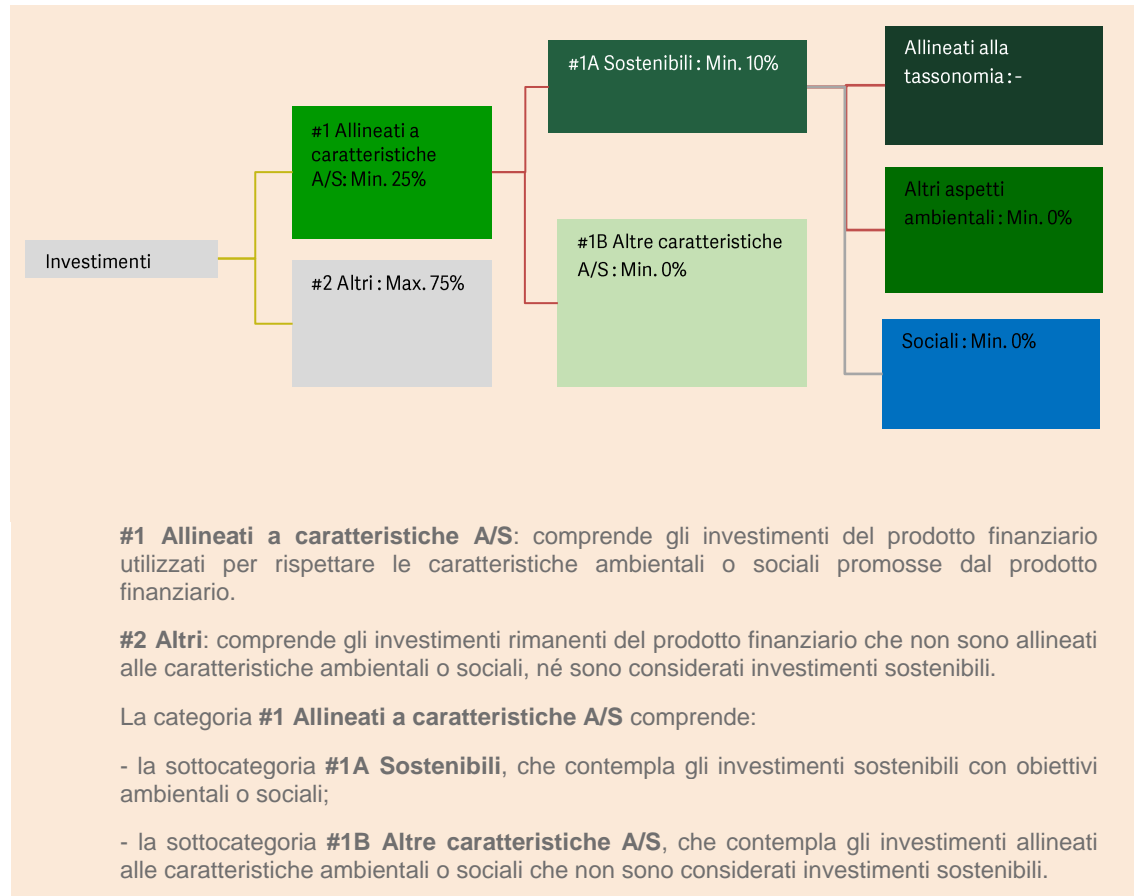 Investimenti
#1 Allineati a
caratteristiche
A/S: Min. 25%
#2 Altri : Max. 75%
#1A Sostenibili : Min. 10%
#1B Altre caratteristiche
A/S : Min. 0%
Allineati alla
tassonomia : -
Altri aspetti
ambientali : Min. 0%
Sociali : Min. 0%
#1 Allineati a caratteristiche A/S: comprende gli investimenti del prodotto finanziario
utilizzati per rispettare le caratteristiche ambientali o sociali promosse dal prodotto
finanziario.
#2 Altri: comprende gli investimenti rimanenti del prodotto finanziario che non sono allineati
alle caratteristiche ambientali o sociali, né sono considerati investimenti sostenibili.
La categoria #1 Allineati a caratteristiche A/S comprende:
- la sottocategoria #1A Sostenibili, che contempla gli investimenti sostenibili con obiettivi
ambientali o sociali;
- la sottocategoria #1B Altre caratteristiche A/S, che contempla gli investimenti allineati
alle caratteristiche ambientali o sociali che non sono considerati investimenti sostenibili.